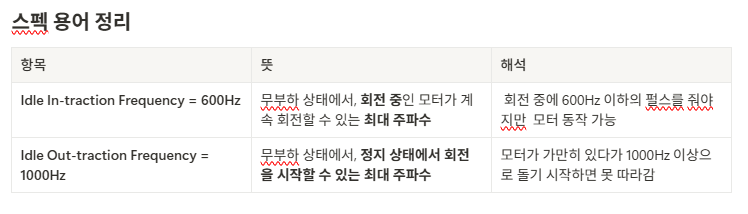 스펙 용어 정리
항목 뜻 해석
Idle In-traction Frequency = 600Hz
무부하 상태에서, 회전 중인 모터가 계
속 회전할 수 있는 최대 주파수
회전 중에 600Hz 이하의 펄스를 줘야
지만 모터 동작 가능
Idle Out-traction Frequency =
1000Hz
무부하 상태에서, 정지 상태에서 회전
을 시작할 수 있는 최대 주파수
모터가 가만히 있다가 1000Hz 이상으
로 돌기 시작하면 못 따라감